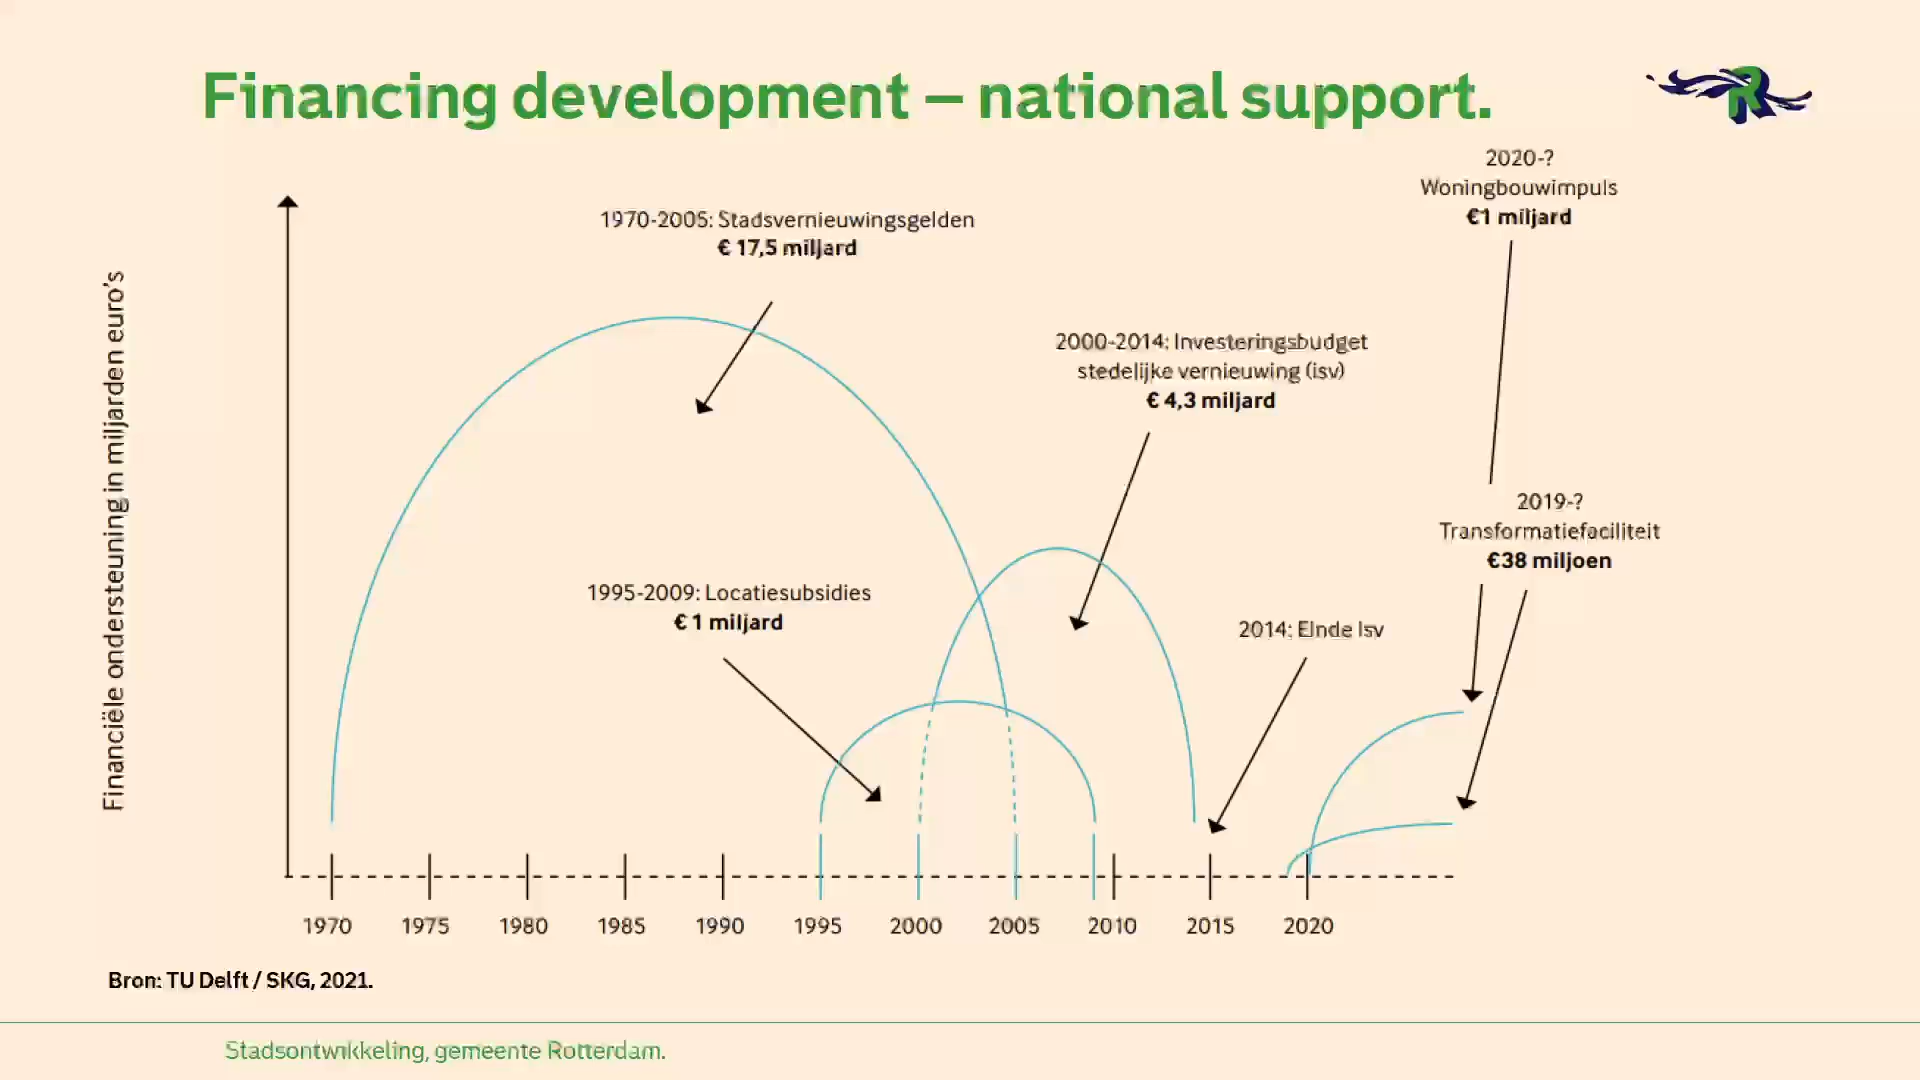 Financing development – national support.
R
2020-?
Woningbouwimpuls
€1 miljard
1970-2005: Stadsvernieuwingsgelden
€ 17,5 miljard
2000-2014: Investeringsbudget
stedelijke vernieuwing (isv)
€ 4,3 miljard
2019-?
Transformatiefaciliteit
€38 miljoen
1995-2009: Locatiesubsidies
€ 1 miljard
2014: EInde Isv
Financiële ondersteuning in miljarden euro's
1970 1975 1980 1985 1990 1995 2000 2005 2010 2015 2020
Bron: TU Delft / SKG, 2021.
Stadsontwikkeling, gemeente Rotterdam.